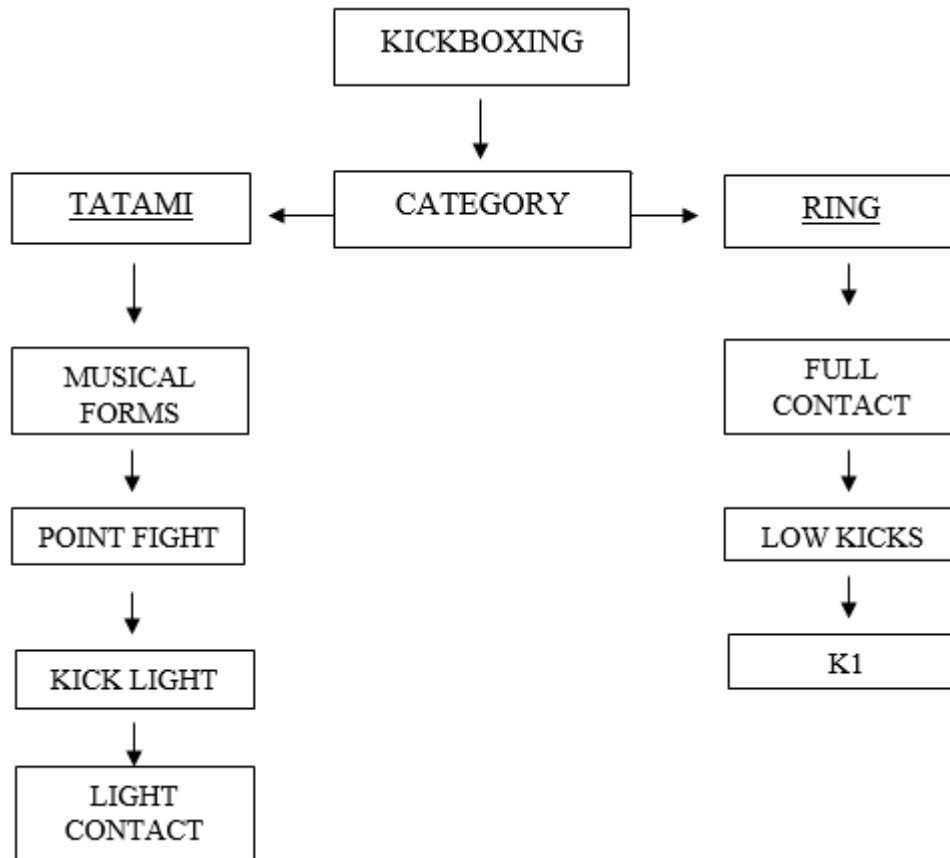 KICKBOXING
TATAMI
CATEGORY
RING
MUSICAL
FORMS
FULL
CONTACT
POINT FIGHT
LOW KICKS
KICK LIGHT
K1
LIGHT
CONTACT